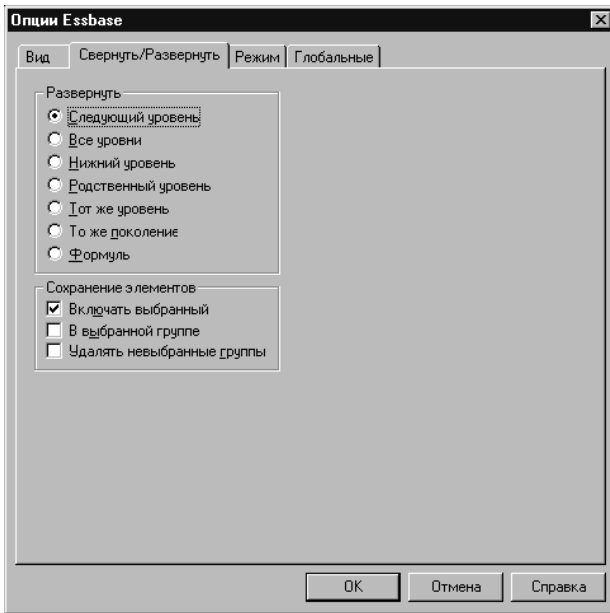 Опции Essbase
Вид Свернуть/Развернуть Режим Глобальные
Развернуть
Следующий уровень
Все уровни
Нижний уровень
Родственный уровень
Тот же уровень
То же поколение
Формуль
Сохранение элементов
Включать выбранный
В выбранной группе
Удалять невыбранные группы
OK Отмена Справка